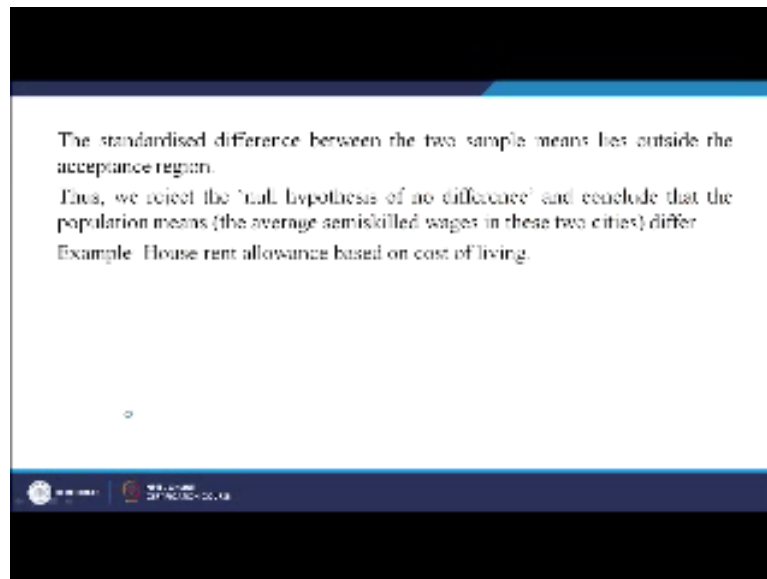 The standardised difference between the two sample means lies outside the
acceptance region.
Thus, we reject the 'null hypothesis of no difference' and conclude that the
population means (the average semiskilled wages in these two cities) differ
Example: House rent allowance based on cost of living.
CERTIFICATION COURSE